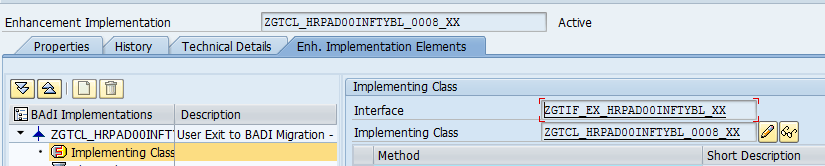 Enhancement Implementation ZGTCL_HRPAD00INFTYBL_0008_XX Active
Properties History Technical Details Enh. Implementation Elements
Implementing Class
Interface ZGTIF_EX_HRPAD00INFTYBL_XX
BAdI Implementations Description
Implementing Class ZGTCL_HRPAD00INFTYBL_0008_XX
ZGTCL_HRPAD00INFT User Exit to BADI Migration -
Implementing Class
Method Short Description